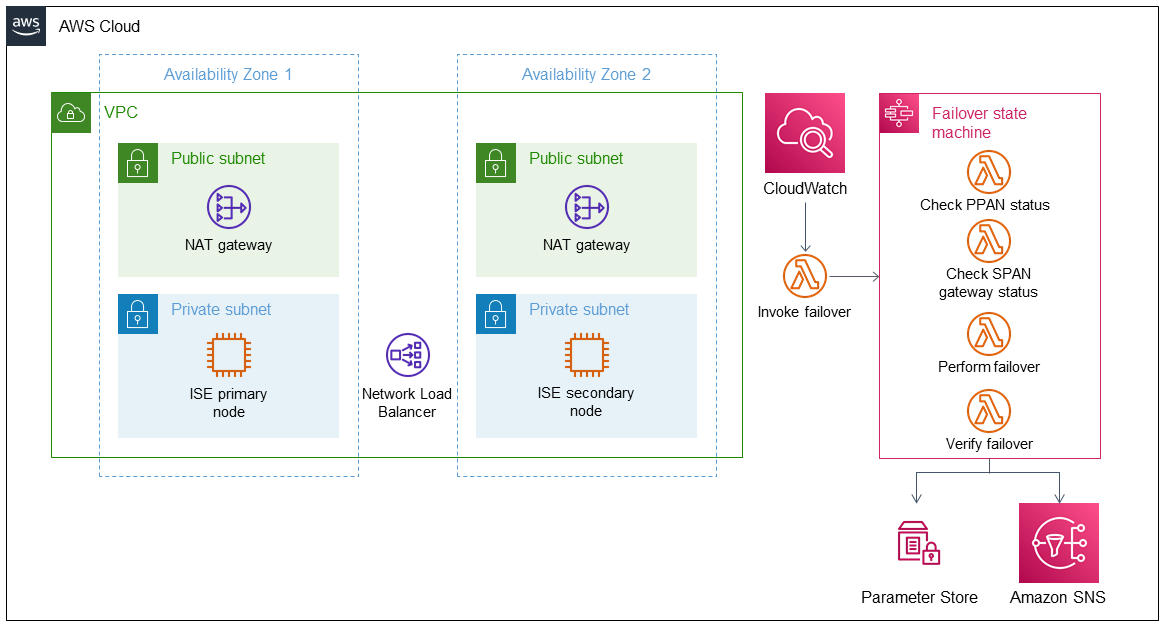 aws
AWS Cloud
Availability Zone 1
Availability Zone 2
VPC
Public subnet
NAT gateway
Public subnet
NAT gateway
Private subnet
ISE primary
node
Network Load
Balancer
Private subnet
ISE secondary
node
CloudWatch
Invoke failover
Failover state
machine
Check PPAN status
Check SPAN
gateway status
Perform failover
Verify failover
Parameter Store
Amazon SNS